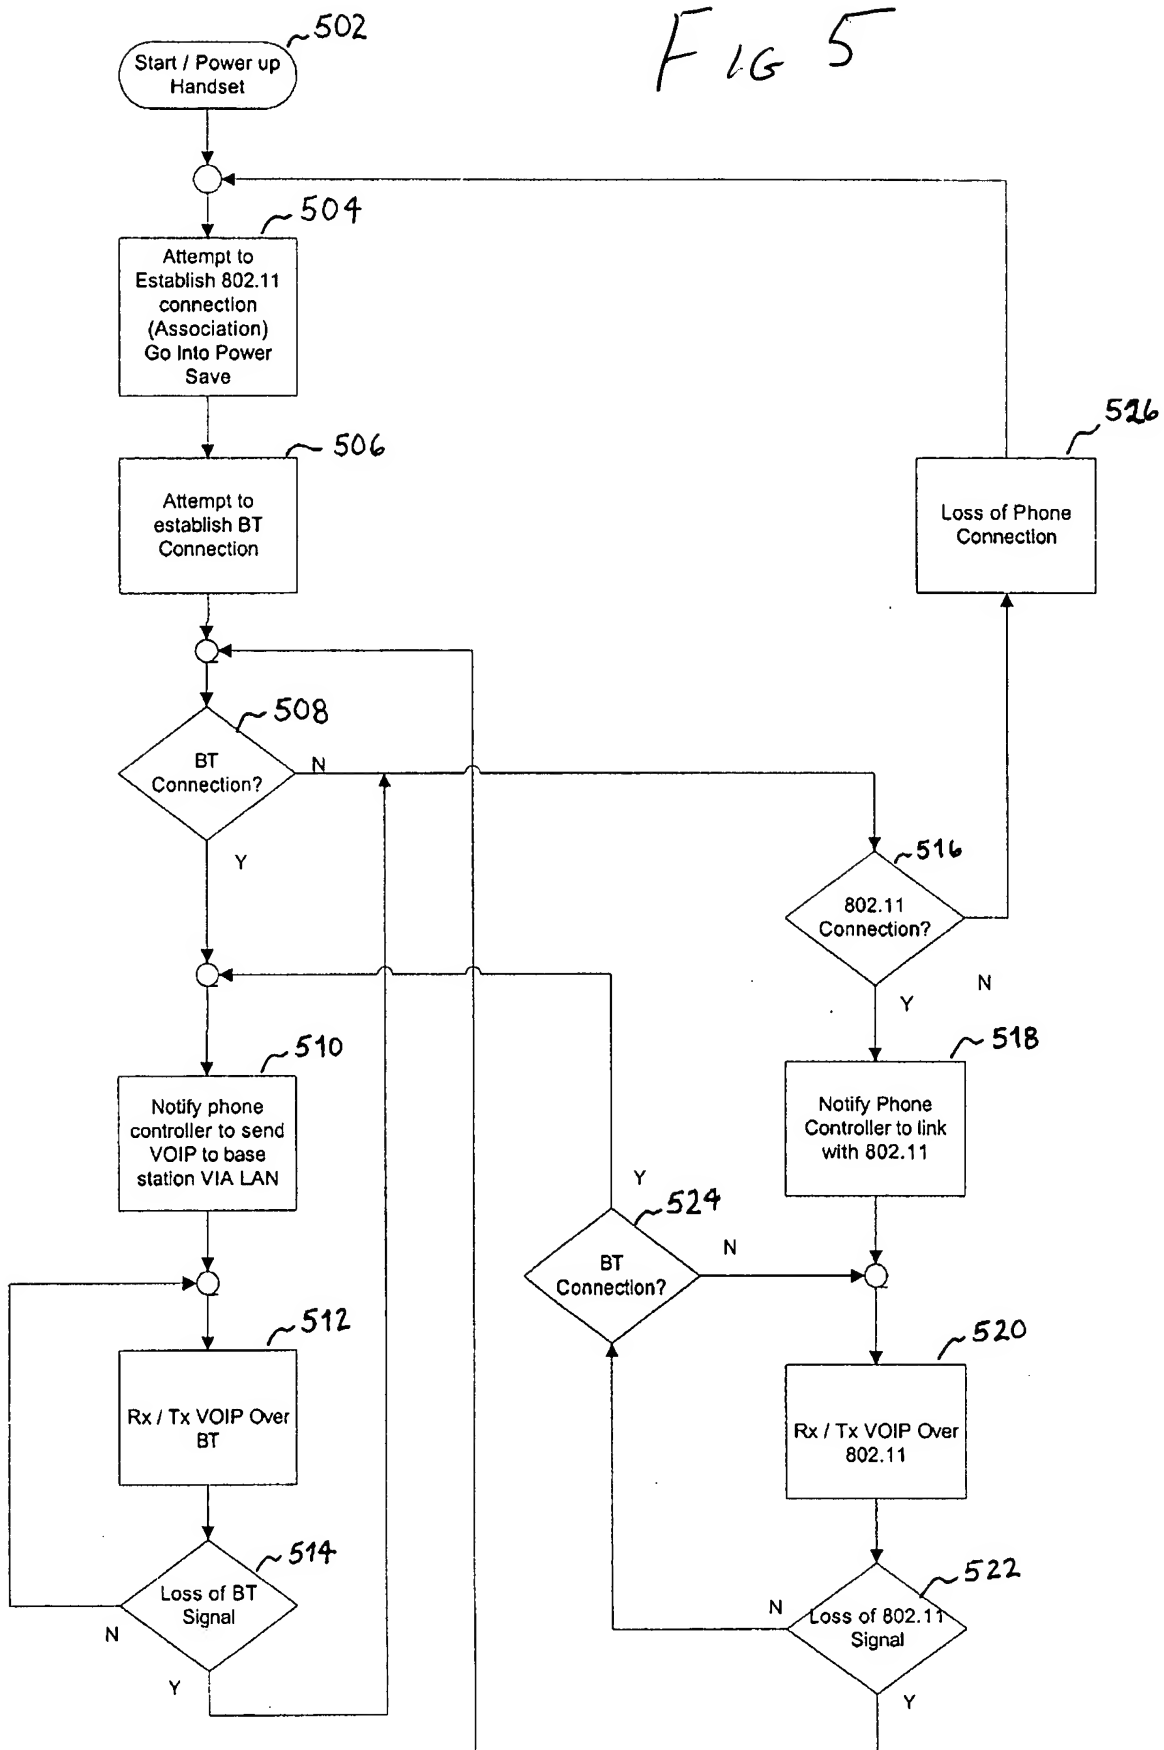 FIG 5
502
Start / Power up
Handset
504
Attempt to
Establish 802.11
connection
(Association)
Go Into Power
Save
506
Attempt to
establish BT
Connection
526
Loss of Phone
Connection
508
BT
Connection?
N
Y
516
802.11
Connection?
N
Y
510
Notify phone
controller to send
VOIP to base
station VIA LAN
518
Notify Phone
Controller to link
with 802.11
Y
524
BT
Connection?
N
512
Rx / Tx VOIP Over
BT
520
Rx / Tx VOIP Over
802.11
514
Loss of BT
Signal
N
Y
522
Loss of 802.11
Signal
N
Y